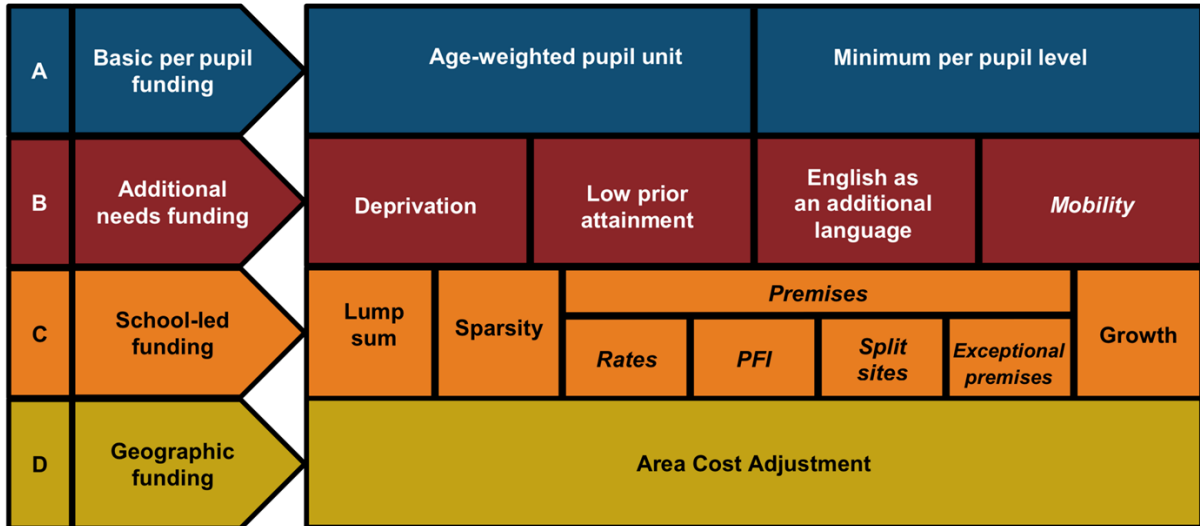 A
Basic per pupil
funding
Age-weighted pupil unit
Minimum per pupil level
B
Additional
needs funding
Deprivation
Low prior
attainment
English as
an additional
language
Mobility
C
School-led
funding
Lump
sum
Sparsity
Premises
Rates
PFI
Split
sites
Exceptional
premises
Growth
D
Geographic
funding
Area Cost Adjustment